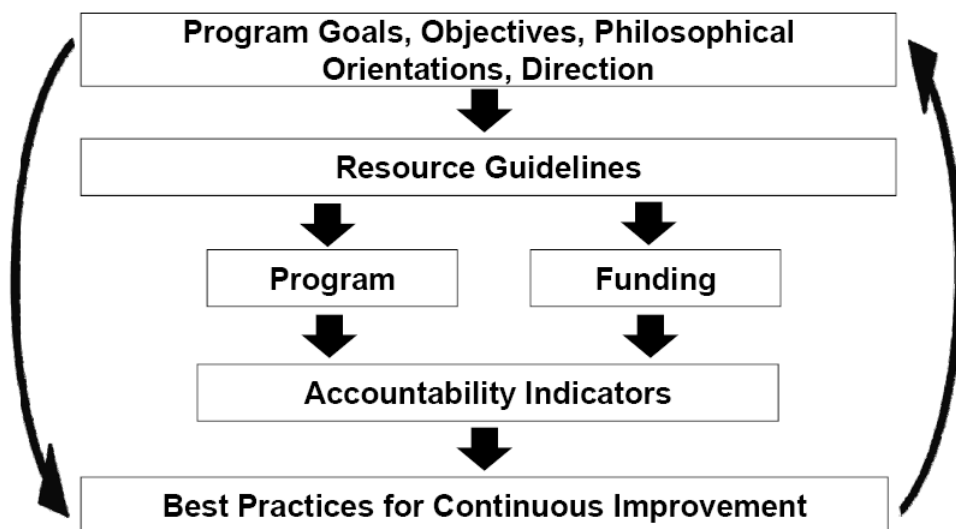 Program Goals, Objectives, Philosophical
Orientations, Direction
Resource Guidelines
Program
Funding
Accountability Indicators
Best Practices for Continuous Improvement